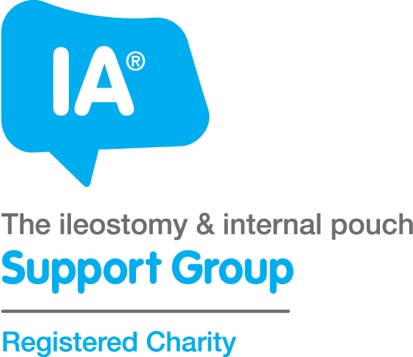 IA®
The ileostomy & internal pouch
Support Group
Registered Charity